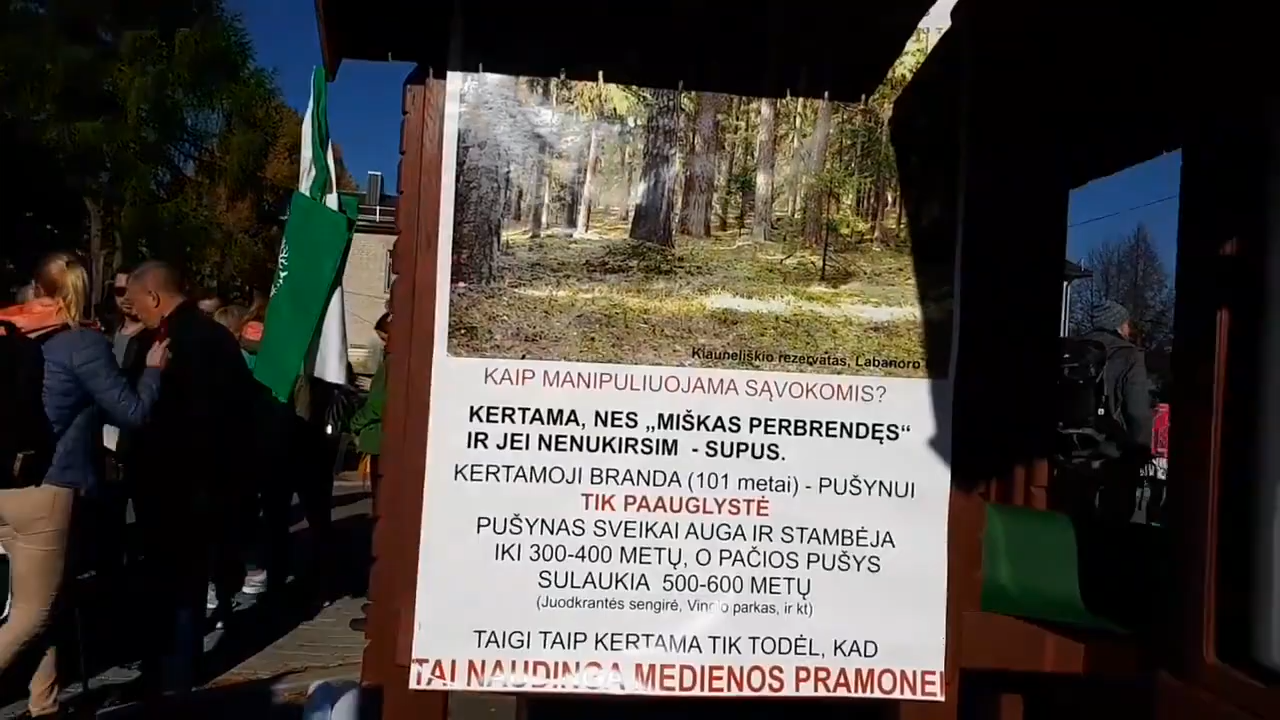 Kiauneliškio rezervatas, Labanoro
KAIP MANIPULIUOJAMA SĄVOKOMIS?
KERTAMA, NES „MIŠKAS PERBRENDĘS“
IR JEI NENUKIRSIM - SUPUS.
KERTAMOJI BRANDA (101 metai) - PUŠYNUI
TIK PAAUGLYSTĖ
PUŠYNAS SVEIKAI AUGA IR STAMBĖJA
IKI 300-400 METŲ, O PAČIOS PUŠYS
SULAUKIA 500-600 METŲ
(Juodkrantės sengirė, Vingio parkas, ir kt)
TAIGI TAIP KERTAMA TIK TODĖL, KAD
TAI NAUDINGA MEDIENOS PRAMONEI